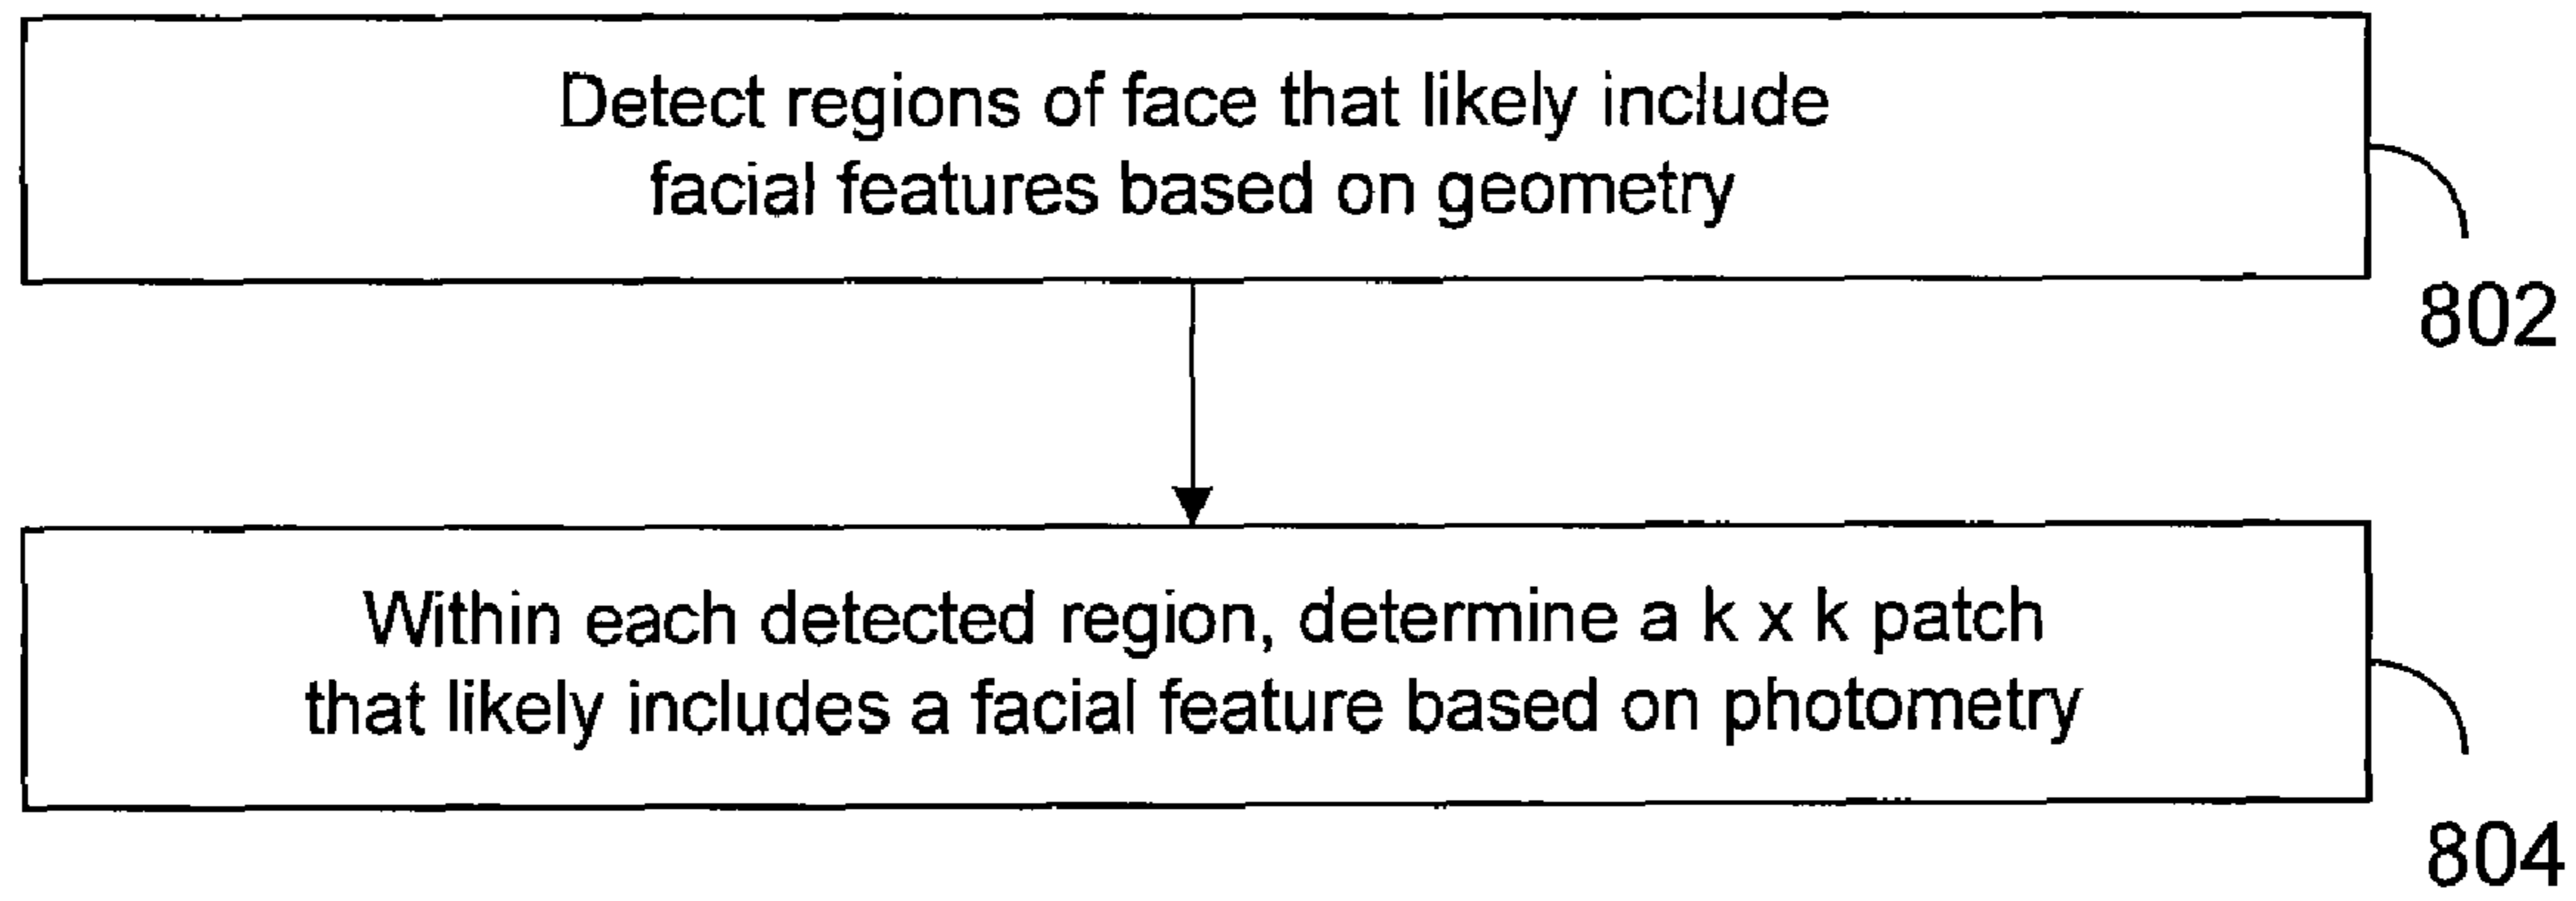 Detect regions of face that likely include
facial features based on geometry
802
Within each detected region, determine a k x k patch
that likely includes a facial feature based on photometry
804